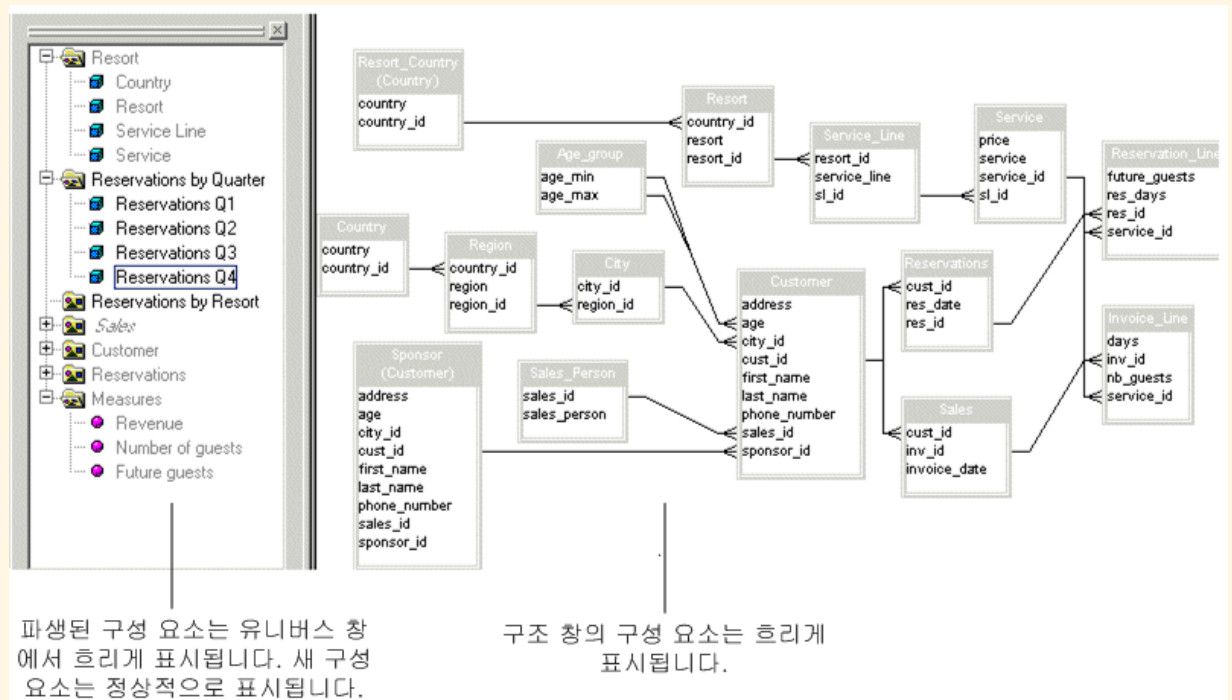 Resort
Country
Resort
Service Line
Service
Reservations by Quarter
Reservations Q1
Reservations Q2
Reservations Q3
Reservations Q4
Reservations by Resort
Sales
Customer
Reservations
Measures
Revenue
Number of guests
Future guests
Resort_Country
(Country)
country
country_id
Resort
country_id
resort
resort_id
Service_Line
resort_id
service_line
sl_id
Service
price
service
service_id
sl_id
Reservation_Line
future_guests
res_days
res_id
service_id
Age_group
age_min
age_max
Country
country
country_id
Region
country_id
region
region_id
City
city_id
region_id
Customer
address
age
city_id
cust_id
first_name
last_name
phone_number
sales_id
sponsor_id
Reservations
cust_id
res_date
res_id
Invoice_Line
days
inv_id
nb_guests
service_id
Sponsor
(Customer)
address
age
city_id
cust_id
first_name
last_name
phone_number
sales_id
sponsor_id
Sales_Person
sales_id
sales_person
Sales
cust_id
inv_id
invoice_date
파생된 구성 요소는 유니버스 창
에서 흐리게 표시됩니다. 새 구성
요소는 정상적으로 표시됩니다.
구조 창의 구성 요소는 흐리게
표시됩니다.